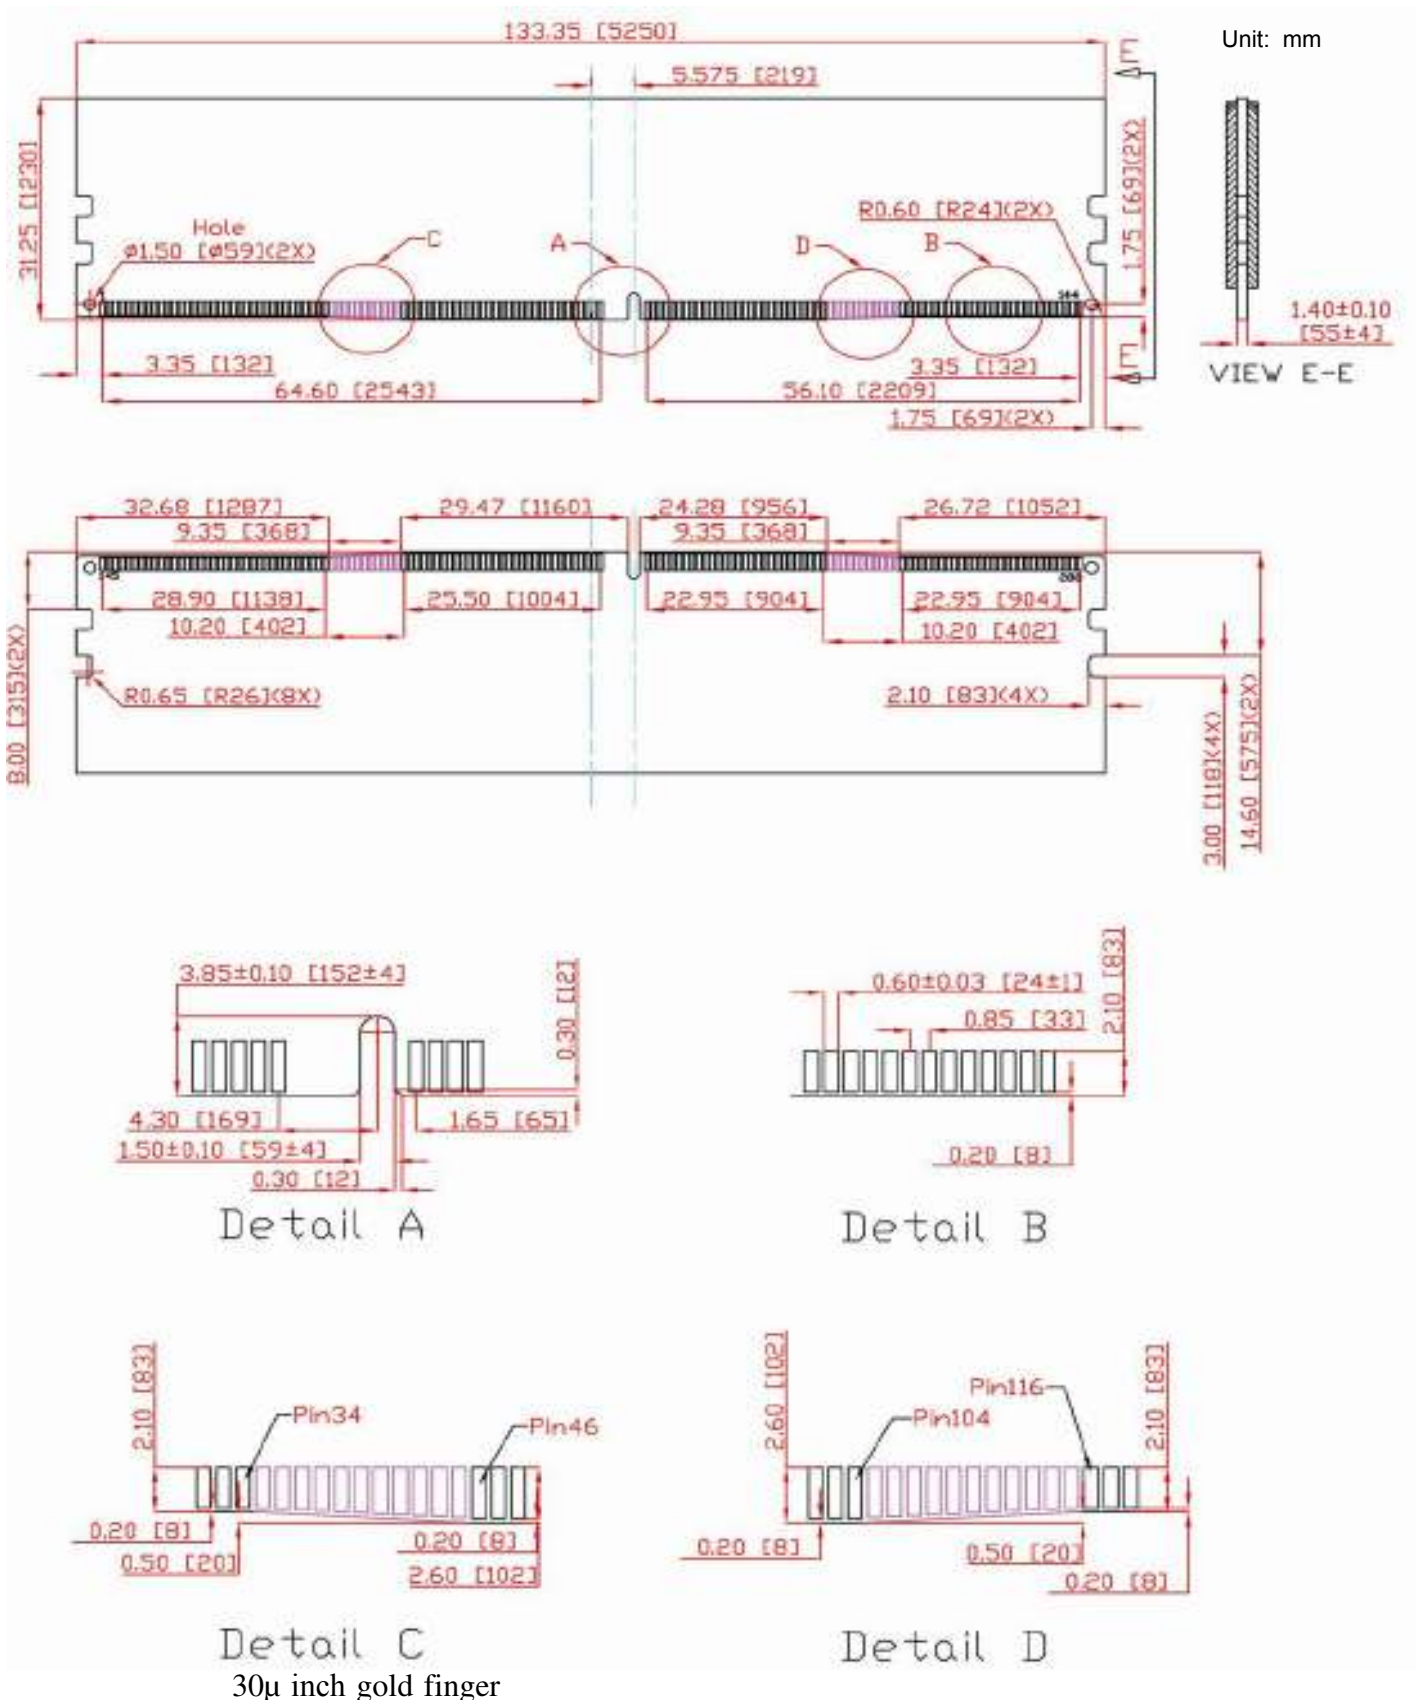 133.35 [5250]
Unit: mm
5.575 [219]
E
31.25 [1230]
1.75 [69](2X)
Hole
ø1.50 [ø59](2X)
C
A
D
B
R0.60 [R24](2X)
1.40±0.10
[55±4]
3.35 [132]
3.35 [132]
E
VIEW E-E
64.60 [2543]
56.10 [2209]
1.75 [69](2X)
32.68 [1287]
29.47 [1160]
24.28 [956]
26.72 [1052]
9.35 [368]
9.35 [368]
28.90 [1138]
25.50 [1004]
22.95 [904]
22.95 [904]
10.20 [402]
10.20 [402]
8.00 [315](2X)
R0.65 [R26](8X)
2.10 [83](4X)
3.00 [118](4X)
14.60 [575](2X)
3.85±0.10 [152±4]
0.30 [12]
0.60±0.03 [24±1]
2.10 [83]
0.85 [33]
4.30 [169]
1.65 [65]
1.50±0.10 [59±4]
0.30 [12]
0.20 [8]
Detail A
Detail B
2.10 [83]
Pin34
Pin46
2.60 [102]
Pin116
Pin104
2.10 [83]
0.20 [8]
0.20 [8]
0.50 [20]
2.60 [102]
0.20 [8]
0.50 [20]
0.20 [8]
Detail C
Detail D
30µ inch gold finger